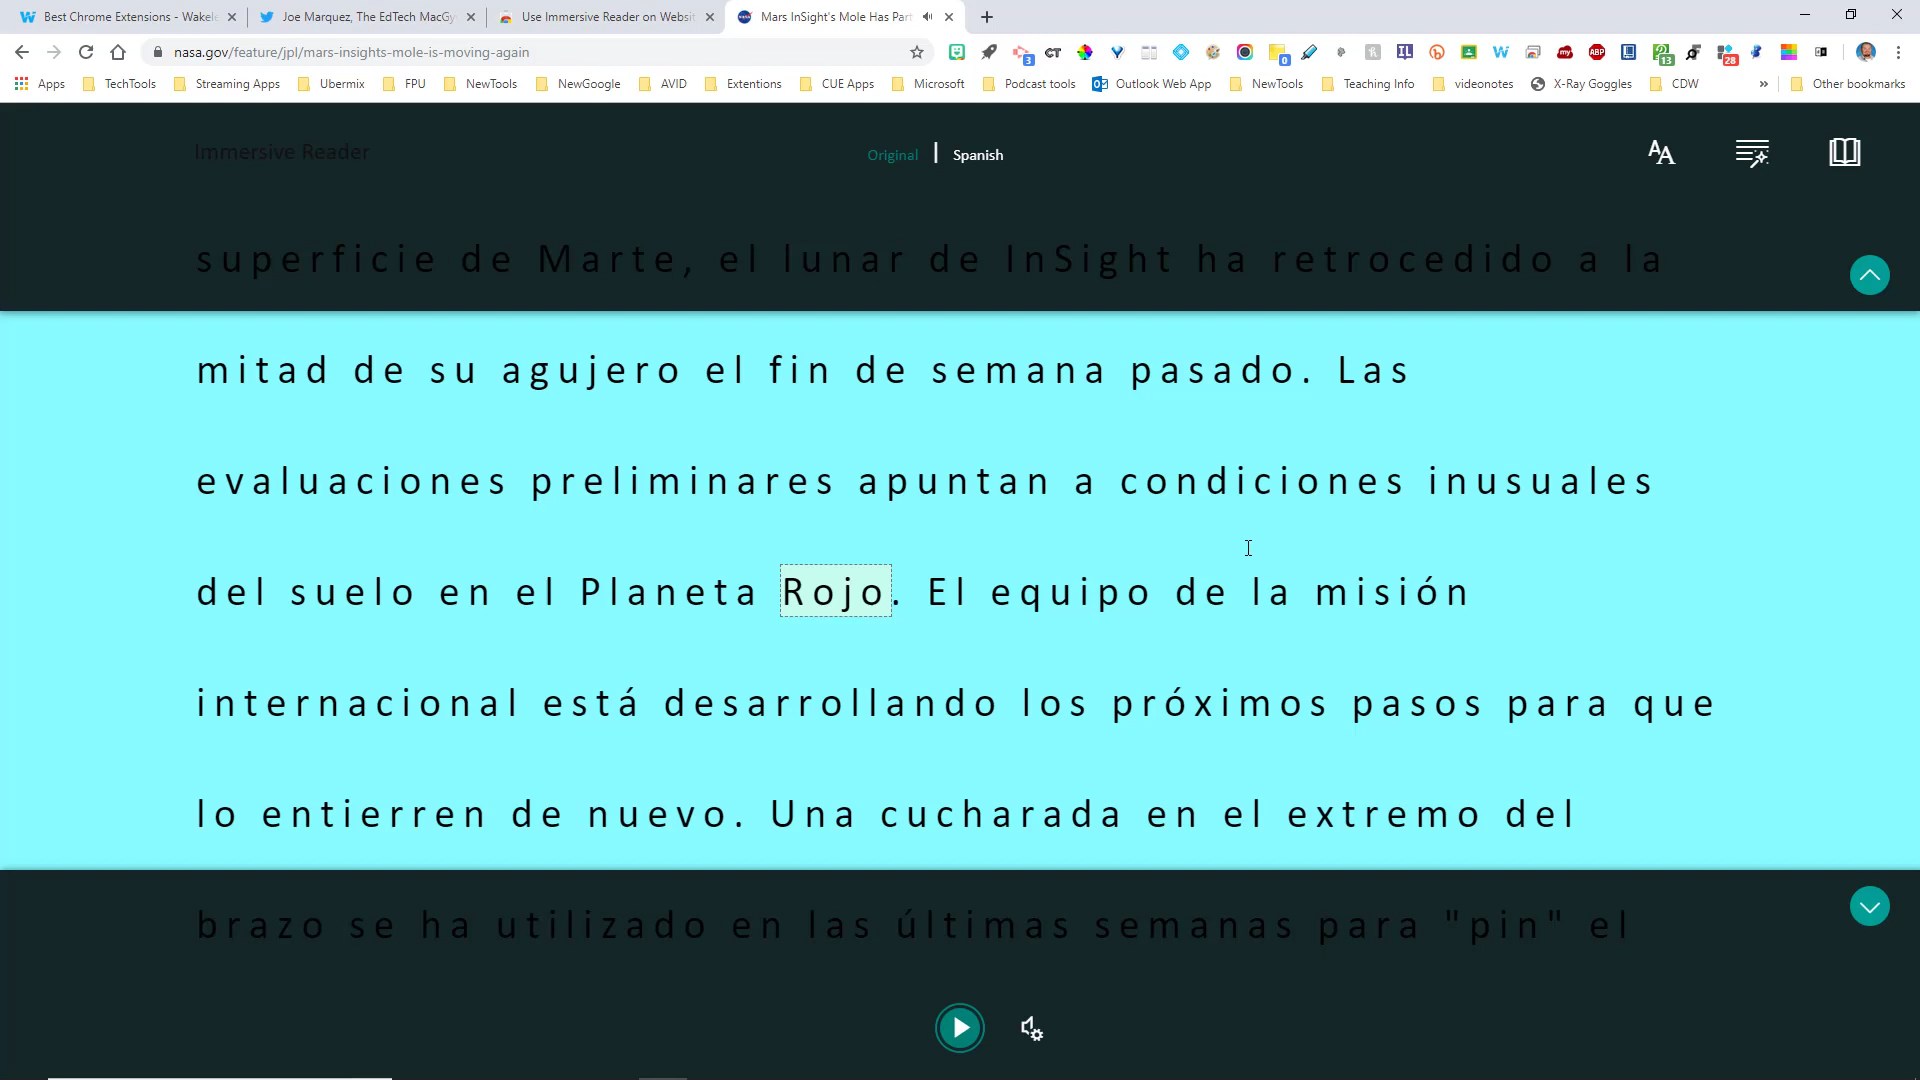 Best Chrome Extensions - Wakele
Joe Marquez, The EdTech MacGy
Use Immersive Reader on Websit
Mars InSight's Mole Has Part
nasa.gov/feature/jpl/mars-insights-mole-is-moving-again
Apps TechTools Streaming Apps Ubermix FPU NewTools NewGoogle AVID Extentions CUE Apps Microsoft Podcast tools Outlook Web App NewTools Teaching Info videonotes X-Ray Goggles CDW » Other bookmarks
Immersive Reader
Original | Spanish
superficie de Marte, el lunar de InSight ha retrocedido a la
mitad de su agujero el fin de semana pasado. Las
evaluaciones preliminares apuntan a condiciones inusuales
del suelo en el Planeta Rojo. El equipo de la misión
internacional está desarrollando los próximos pasos para que
lo entierren de nuevo. Una cucharada en el extremo del
brazo se ha utilizado en las últimas semanas para "pin" el